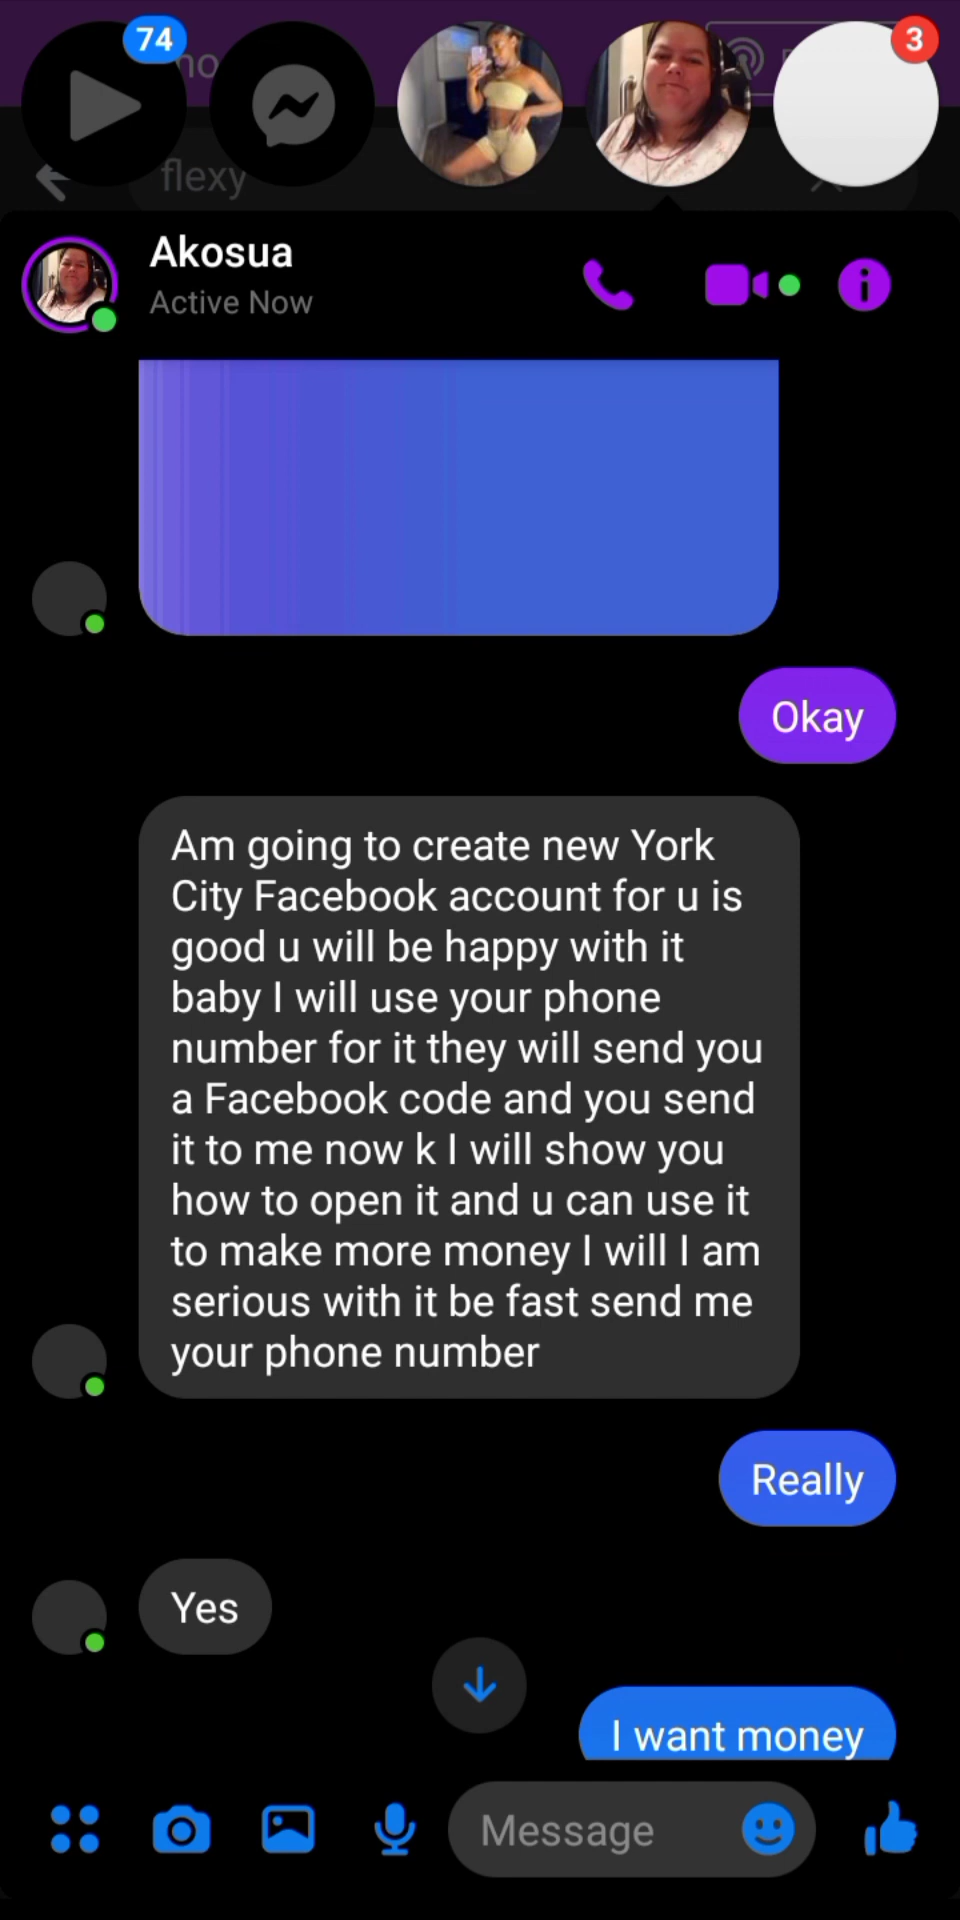 74
no
3
flexy
Akosua
Active Now
Okay
Am going to create new York
City Facebook account for u is
good u will be happy with it
baby I will use your phone
number for it they will send you
a Facebook code and you send
it to me now k I will show you
how to open it and u can use it
to make more money I will I am
serious with it be fast send me
your phone number
Really
Yes
I want money
Message